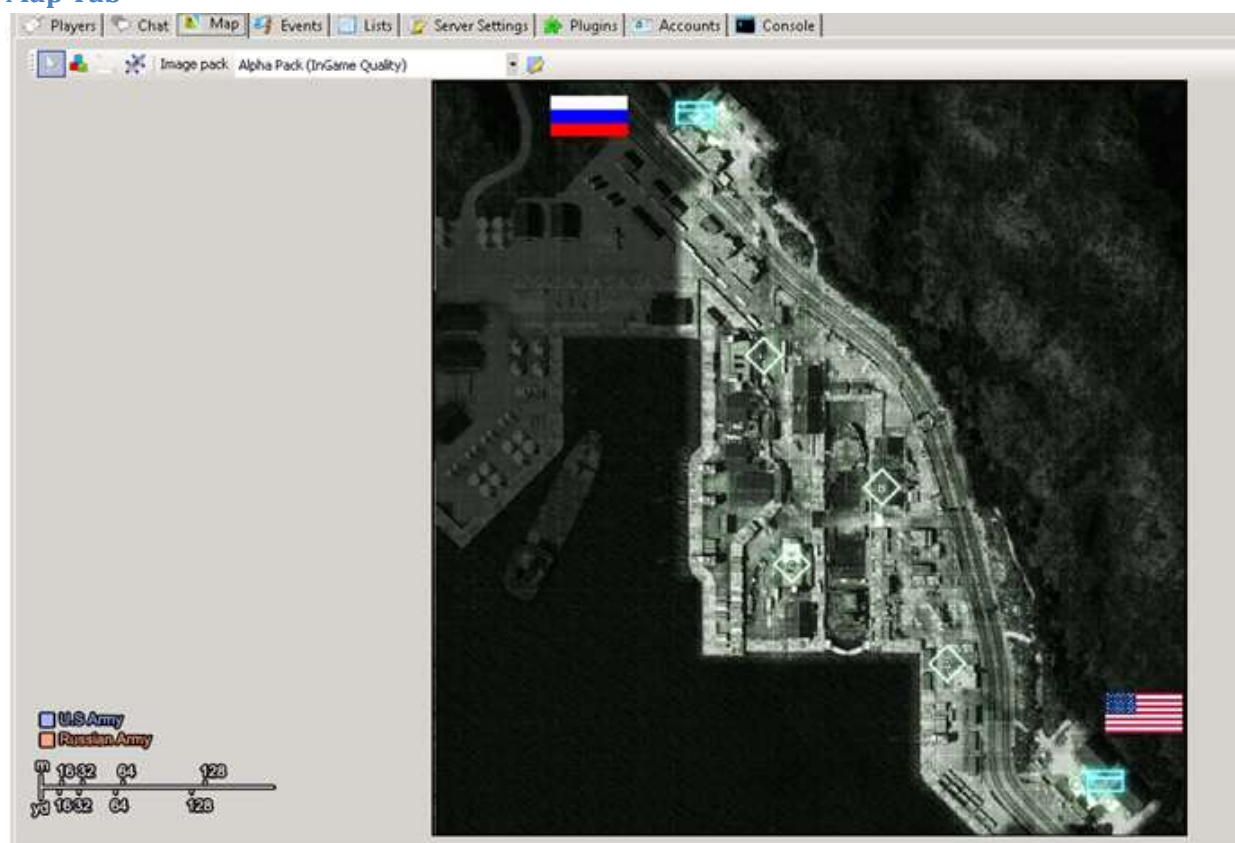 Map Tab
Players Chat Map Events Lists Server Settings Plugins Accounts Console
Image pack Alpha Pack (InGame Quality)
U.S Army
Russian Army
m 16 32 64 128
yd 16 32 64 128